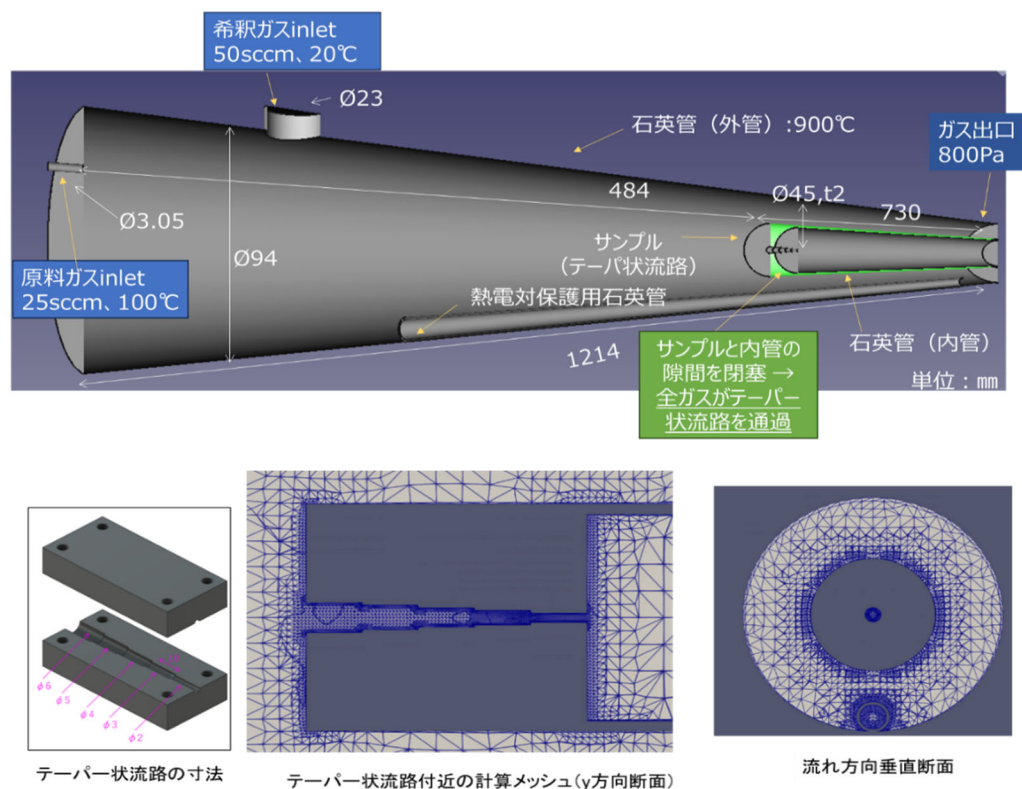 希釈ガスinlet
50sccm、20℃
Ø23
石英管（外管）:900℃
ガス出口
800Pa
484
Ø45,t2
730
Ø3.05
サンプル
（テーパ状流路）
Ø94
原料ガスinlet
25sccm、100℃
熱電対保護用石英管
石英管（内管）
1214
サンプルと内管の
隙間を閉塞 →
全ガスがテーパー
状流路を通過
単位：㎜
φ6
φ5
φ4
φ3
φ2
テーパー状流路の寸法
テーパー状流路付近の計算メッシュ(y方向断面)
流れ方向垂直断面